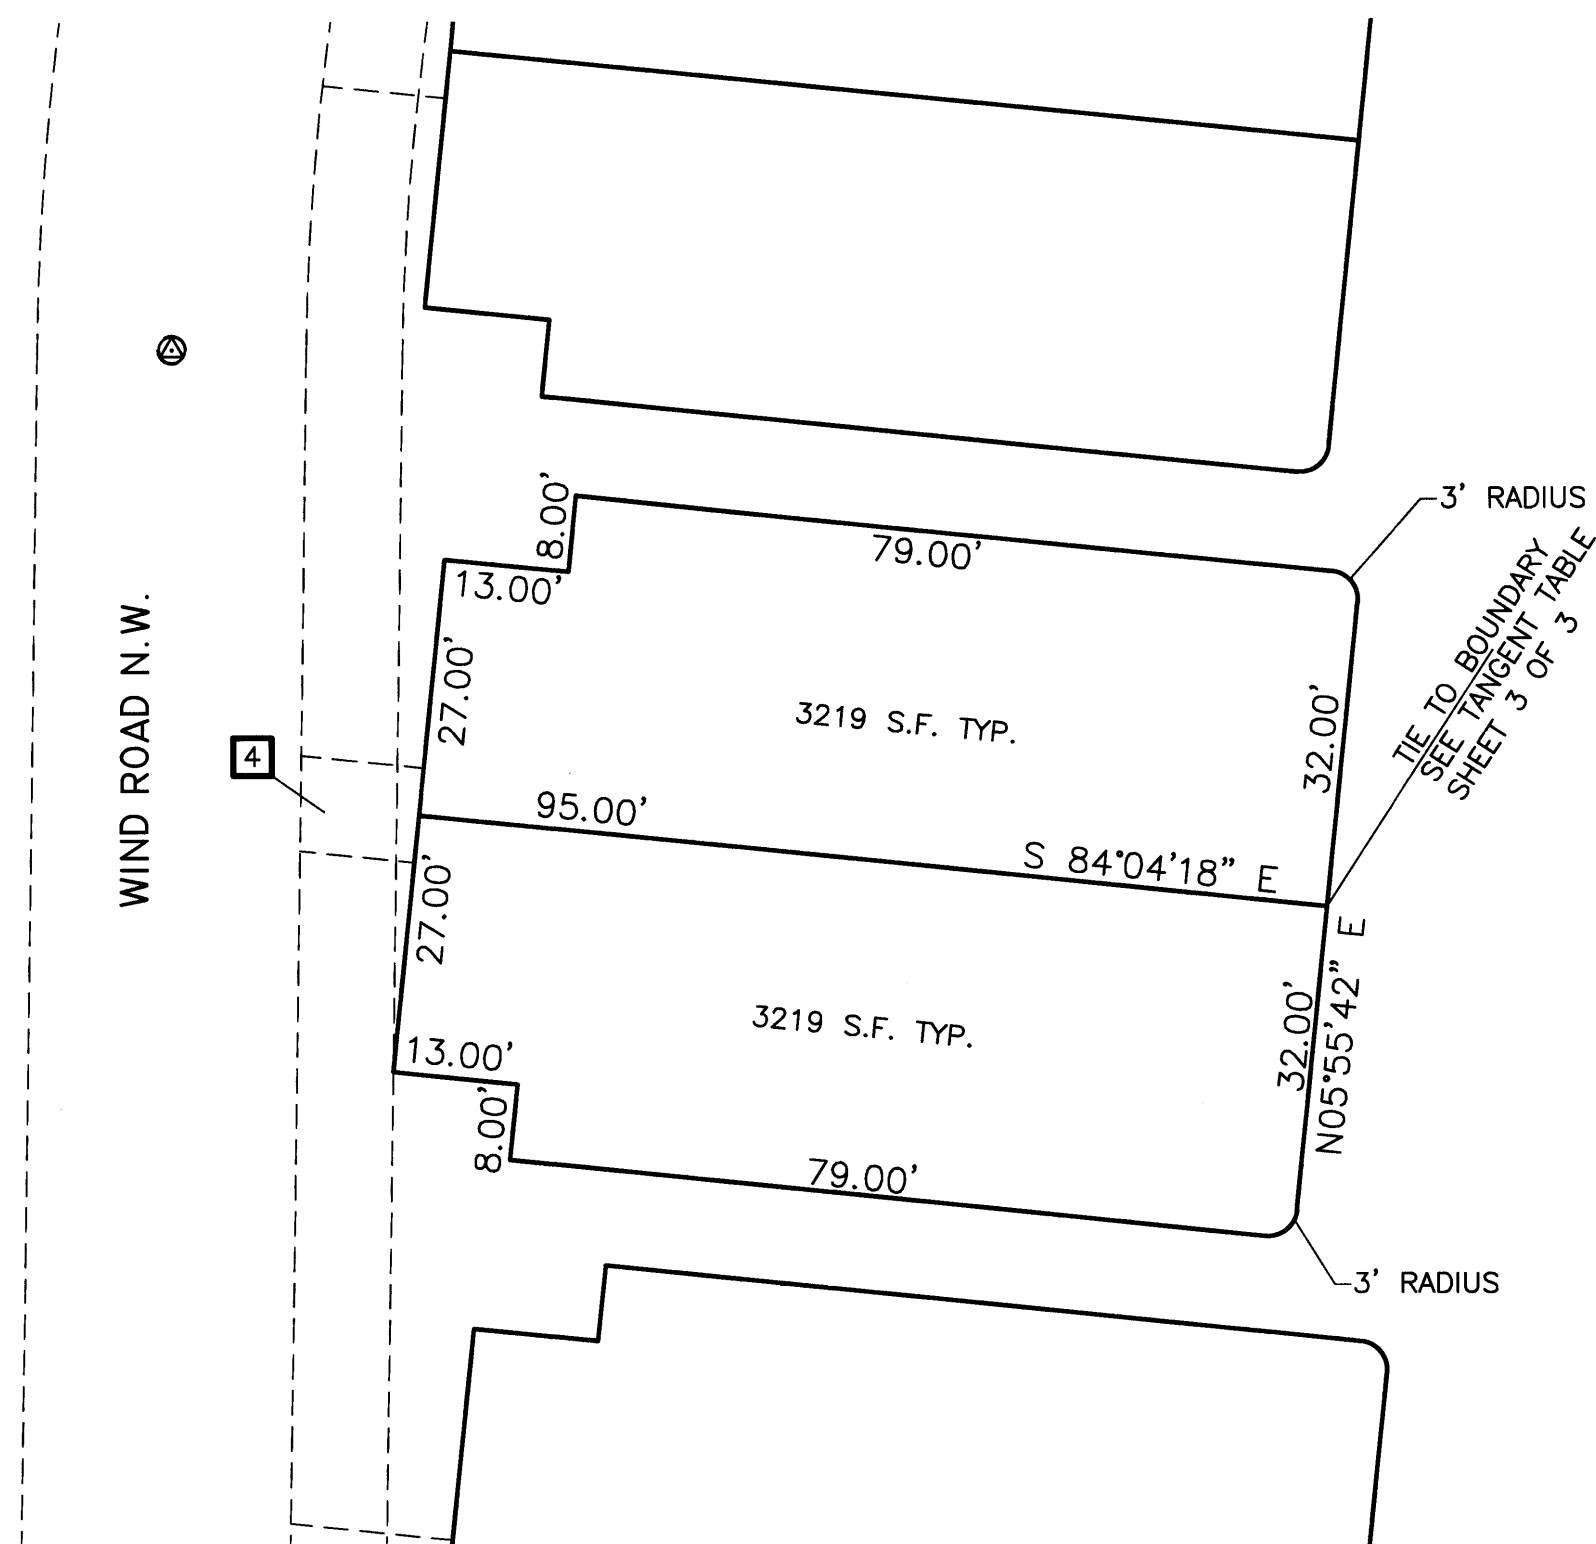 3' RADIUS
8.00'
79.00'
13.00'
TIE TO BOUNDARY
SEE TANGENT TABLE
SHEET 3 OF 3
WIND ROAD N.W.
27.00'
3219 S.F. TYP.
32.00'
4
95.00'
S 84°04'18" E
27.00'
N05°55'42" E
32.00'
3219 S.F. TYP.
13.00'
8.00'
79.00'
3' RADIUS